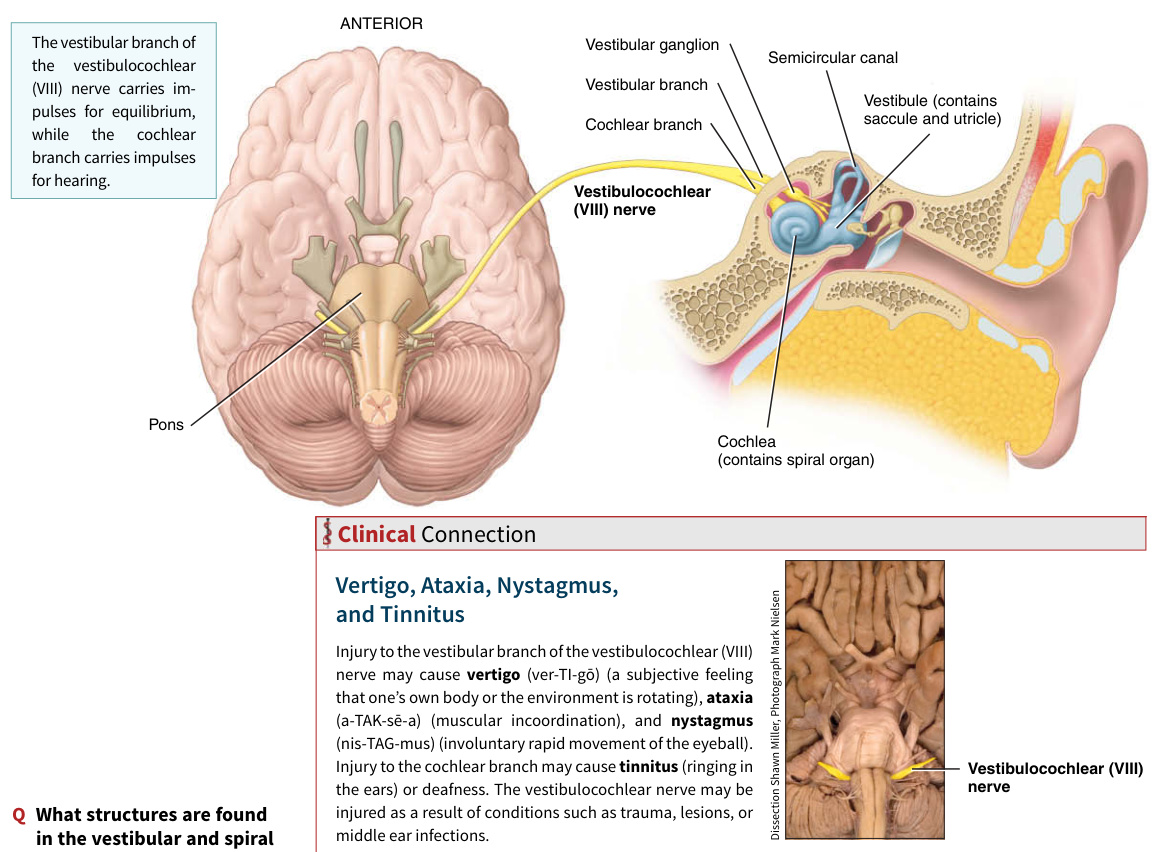 The vestibular branch of
the vestibulocochlear
(VIII) nerve carries im-
pulses for equilibrium,
while the cochlear
branch carries impulses
for hearing.
ANTERIOR
Vestibular ganglion
Vestibular branch
Cochlear branch
Semicircular canal
Vestibule (contains
saccule and utricle)
Vestibulocochlear
(VIII) nerve
Pons
Cochlea
(contains spiral organ)
Clinical Connection
Vertigo, Ataxia, Nystagmus,
and Tinnitus
Injury to the vestibular branch of the vestibulocochlear (VIII)
nerve may cause vertigo (ver-TI-gō) (a subjective feeling
that one’s own body or the environment is rotating), ataxia
(a-TAK-sē-a) (muscular incoordination), and nystagmus
(nis-TAG-mus) (involuntary rapid movement of the eyeball).
Injury to the cochlear branch may cause tinnitus (ringing in
the ears) or deafness. The vestibulocochlear nerve may be
injured as a result of conditions such as trauma, lesions, or
middle ear infections.
Dissection Shawn Miller, Photograph Mark Nielsen
Vestibulocochlear (VIII)
nerve
Q What structures are found
in the vestibular and spiral